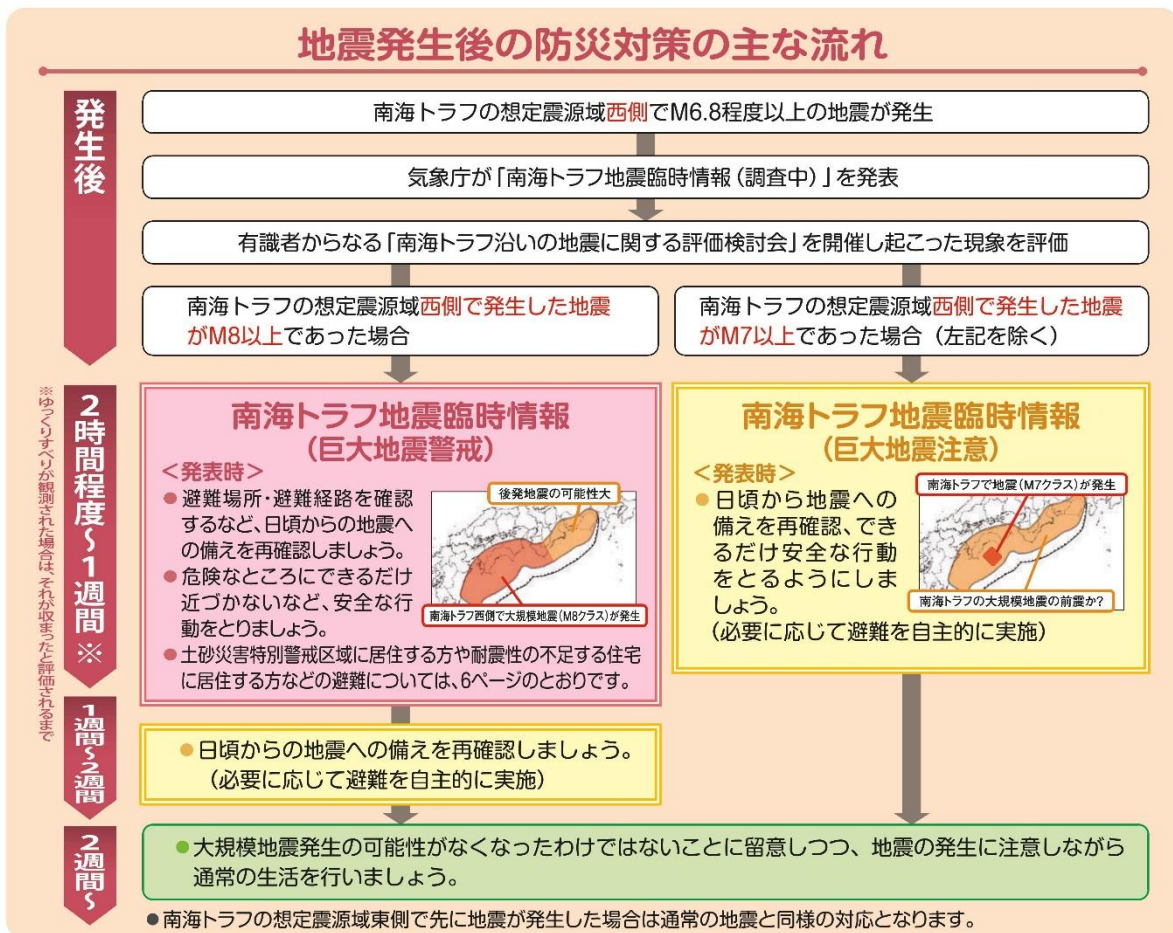 地震発生後の防災対策の主な流れ
発生後
南海トラフの想定震源域西側でM6.8程度以上の地震が発生
気象庁が「南海トラフ地震臨時情報（調査中）」を発表
有識者からなる「南海トラフ沿いの地震に関する評価検討会」を開催し起こった現象を評価
南海トラフの想定震源域西側で発生した地震
がM8以上であった場合
南海トラフの想定震源域西側で発生した地震
がM7以上であった場合（左記を除く）
2時間程度〜1週間※
※ゆっくりすべりが観測された場合は、それが収まったと評価されるまで
南海トラフ地震臨時情報
（巨大地震警戒）
＜発表時＞
● 避難場所・避難経路を確認
するなど、日頃からの地震へ
の備えを再確認しましょう。
● 危険なところにできるだけ
近づかないなど、安全な行
動をとりましょう。
● 土砂災害特別警戒区域に居住する方や耐震性の不足する住宅
に居住する方などの避難については、6ページのとおりです。
後発地震の可能性大
南海トラフ西側で大規模地震（M8クラス）が発生
南海トラフ地震臨時情報
（巨大地震注意）
＜発表時＞
● 日頃から地震への
備えを再確認、でき
るだけ安全な行動
をとるようにしま
しょう。
（必要に応じて避難を自主的に実施）
南海トラフで地震（M7クラス）が発生
南海トラフの大規模地震の前震か?
1週間〜2週間
● 日頃からの地震への備えを再確認しましょう。
（必要に応じて避難を自主的に実施）
2週間〜
● 大規模地震発生の可能性がなくなったわけではないことに留意しつつ、地震の発生に注意しながら
通常の生活を行いましょう。
● 南海トラフの想定震源域東側で先に地震が発生した場合は通常の地震と同様の対応となります。